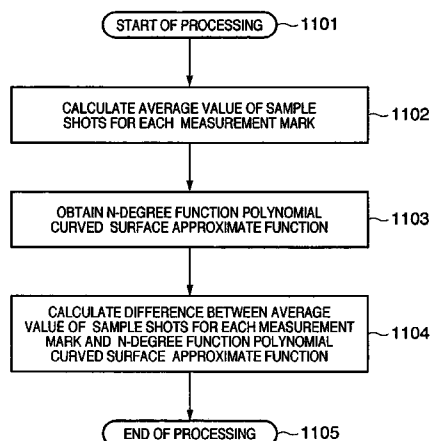 START OF PROCESSING 1101
CALCULATE AVERAGE VALUE OF SAMPLE
SHOTS FOR EACH MEASUREMENT MARK 1102
OBTAIN N-DEGREE FUNCTION POLYNOMIAL
CURVED SURFACE APPROXIMATE FUNCTION 1103
CALCULATE DIFFERENCE BETWEEN AVERAGE
VALUE OF SAMPLE SHOTS FOR EACH MEASUREMENT
MARK AND N-DEGREE FUNCTION POLYNOMIAL
CURVED SURFACE APPROXIMATE FUNCTION
1104
END OF PROCESSING 1105